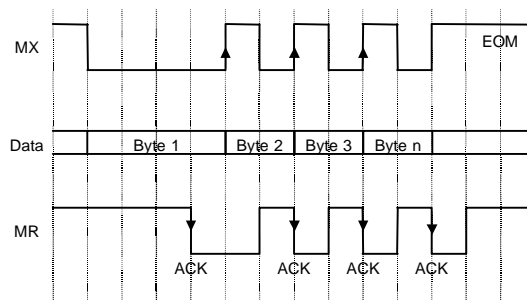 MX
EOM
Data Byte 1 Byte 2 Byte 3 Byte n
MR
ACK ACK ACK ACK